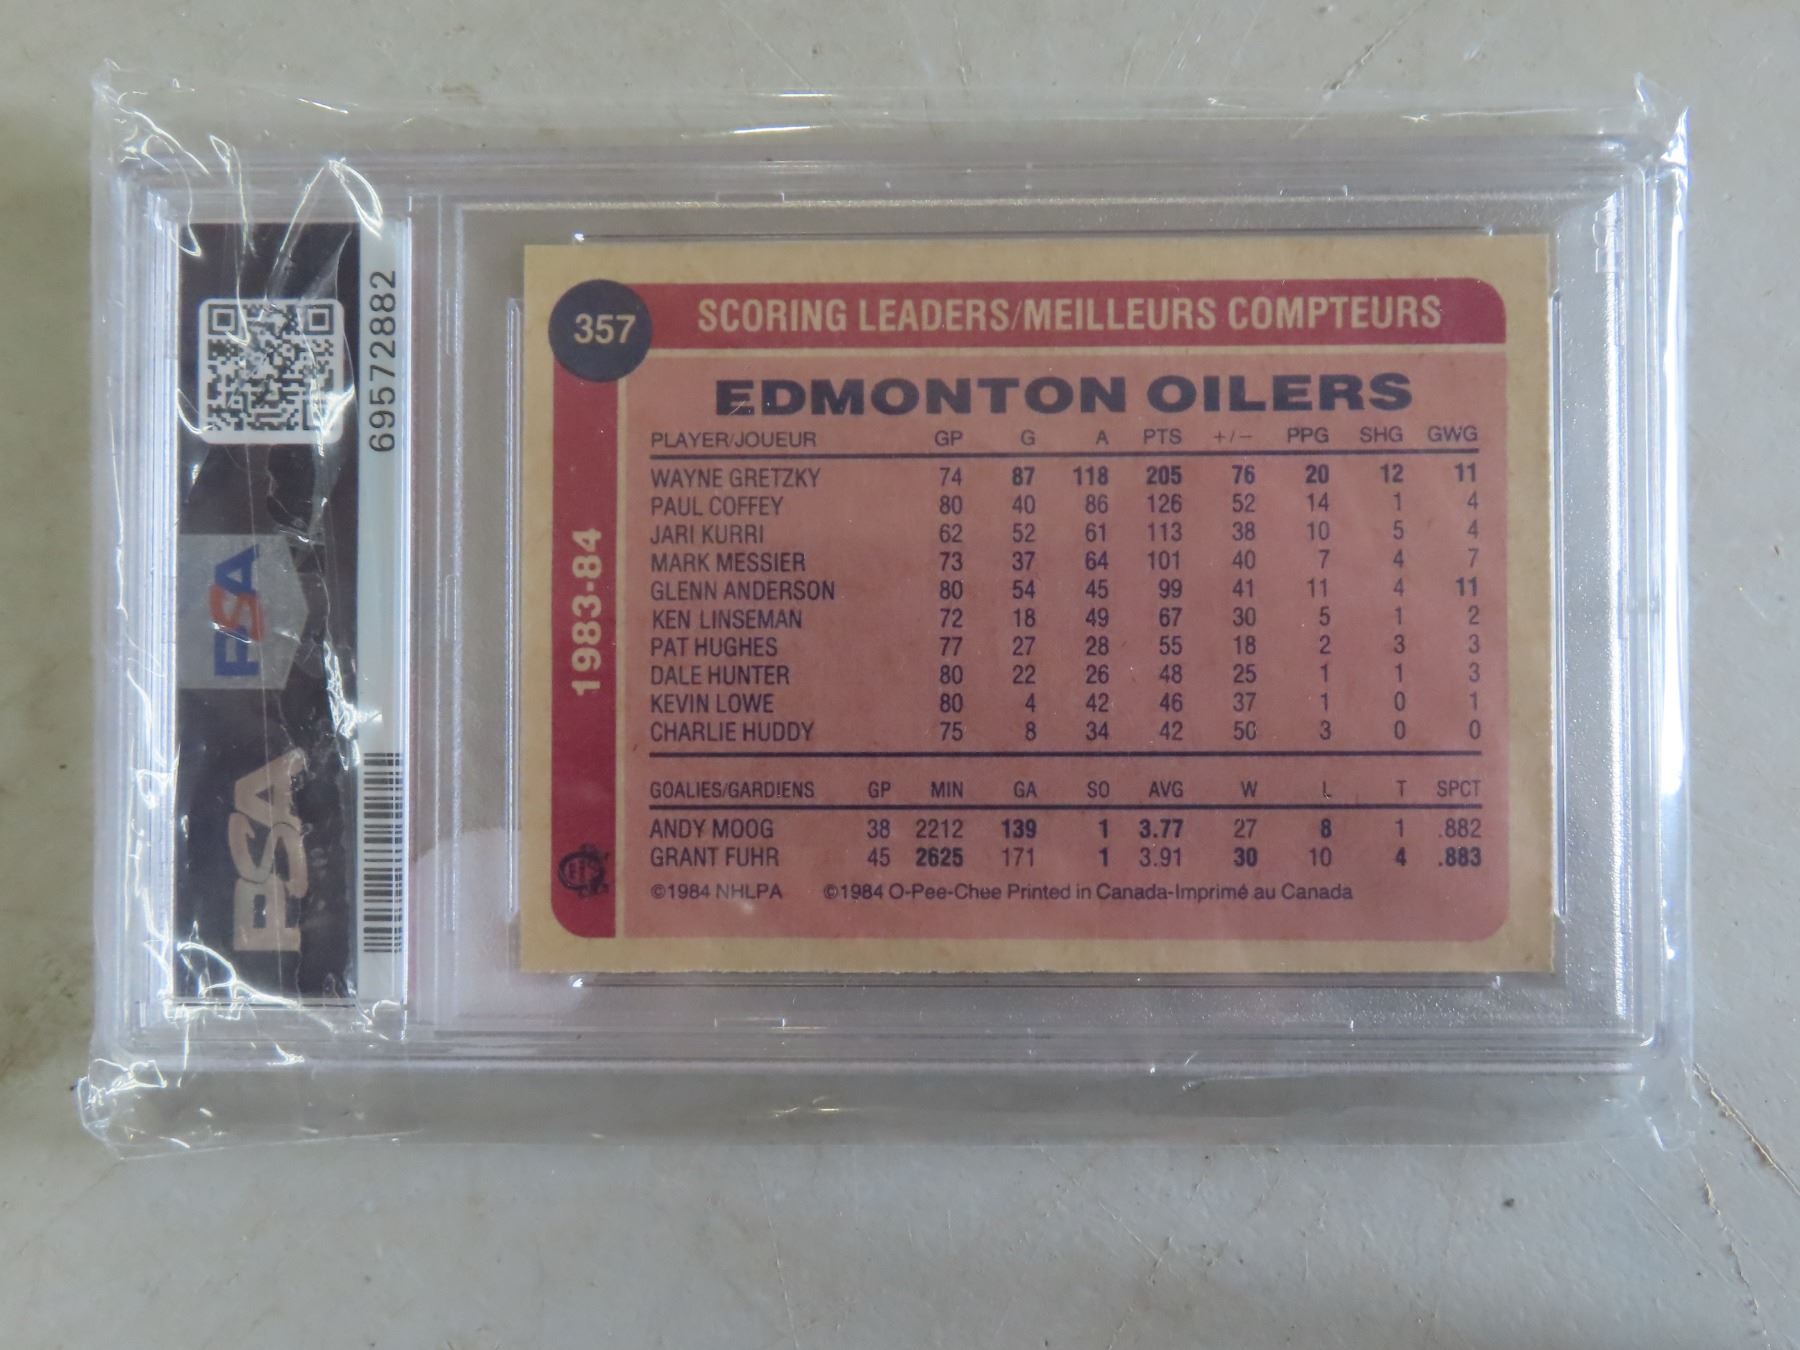 69572882
PSA
PSA
357
SCORING LEADERS/MEILLEURS COMPTEURS
1983-84
EDMONTON OILERS
PLAYER/JOUEUR GP G A PTS +/− PPG SHG GWG
WAYNE GRETZKY 74 87 118 205 76 20 12 11
PAUL COFFEY 80 40 86 126 52 14 1 4
JARI KURRI 62 52 61 113 38 10 5 4
MARK MESSIER 73 37 64 101 40 7 4 7
GLENN ANDERSON 80 54 45 99 41 11 4 11
KEN LINSEMAN 72 18 49 67 30 5 1 2
PAT HUGHES 77 27 28 55 18 2 3 3
DALE HUNTER 80 22 26 48 25 1 1 3
KEVIN LOWE 80 4 42 46 37 1 0 1
CHARLIE HUDDY 75 8 34 42 50 3 0 0
GOALIES/GARDIENS GP MIN GA SO AVG W L T SPCT
ANDY MOOG 38 2212 139 1 3.77 27 8 1 .882
GRANT FUHR 45 2625 171 1 3.91 30 10 4 .883
©1984 NHLPA ©1984 O-Pee-Chee Printed in Canada-Imprimé au Canada